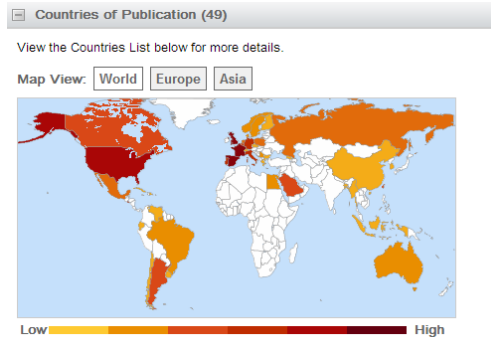 Countries of Publication (49)
View the Countries List below for more details.
Map View: World Europe Asia
Low High